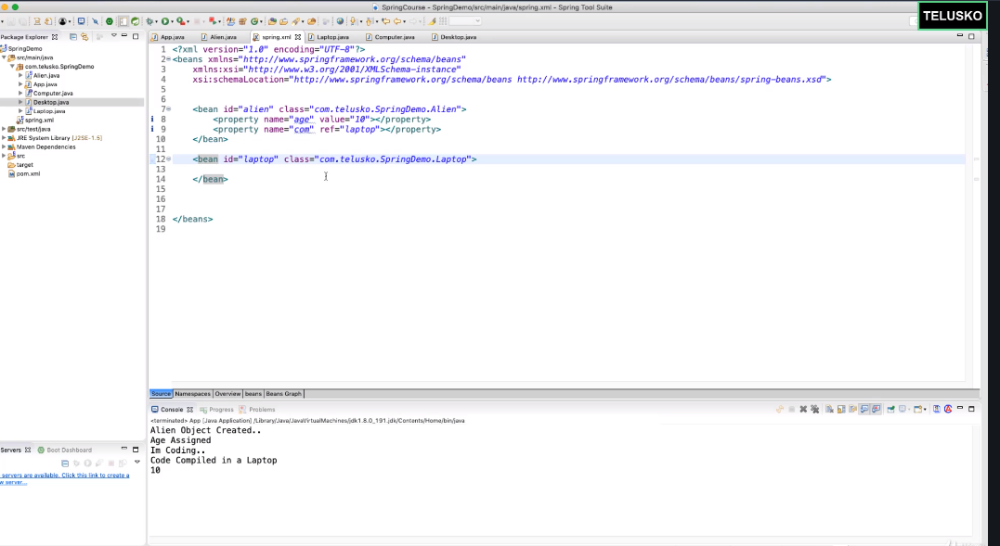 SpringCourse - SpringDemo/src/main/java/spring.xml - Spring Tool Suite
TELUSKO
Package Explorer
SpringDemo
src/main/java
com.telusko.SpringDemo
Alien.java
App.java
Computer.java
Desktop.java
Laptop.java
spring.xml
src/test/java
JRE System Library [J2SE-1.5]
Maven Dependencies
src
target
pom.xml
App.java Alien.java spring.xml Laptop.java Computer.java Desktop.java
1 <?xml version="1.0" encoding="UTF-8"?>
2 <beans xmlns="http://www.springframework.org/schema/beans"
3 xmlns:xsi="http://www.w3.org/2001/XMLSchema-instance"
4 xsi:schemaLocation="http://www.springframework.org/schema/beans http://www.springframework.org/schema/beans/spring-beans.xsd">
5
6
7 <bean id="alien" class="com.telusko.SpringDemo.Alien">
8 <property name="age" value="10"></property>
9 <property name="com" ref="laptop"></property>
10 </bean>
11
12 <bean id="laptop" class="com.telusko.SpringDemo.Laptop">
13
14 </bean>
15
16
17
18 </beans>
19
Source Namespaces Overview beans Beans Graph
Console Progress Problems
<terminated> App [Java Application] /Library/Java/JavaVirtualMachines/jdk1.8.0_191.jdk/Contents/Home/bin/java
Alien Object Created..
Age Assigned
Im Coding..
Code Compiled in a Laptop
10
Servers Boot Dashboard
servers are available. Click this link to create a
server...